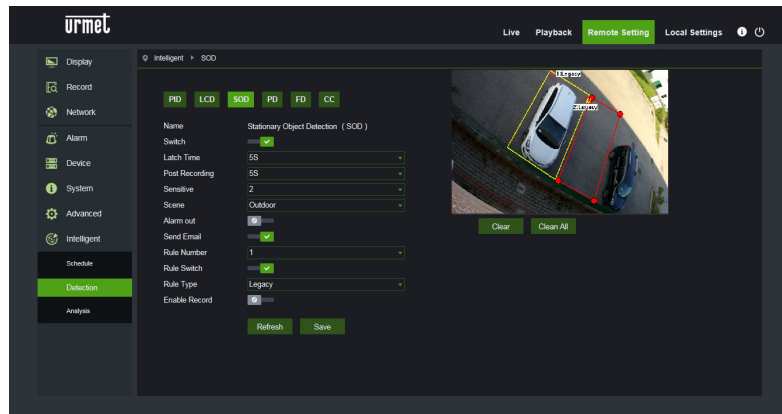 urmet
Live Playback Remote Setting Local Settings
Display
Record
Network
Alarm
Device
System
Advanced
Intelligent
Schedule
Detection
Analysis
Intelligent SOD
PID LCD SOD PD FD CC
Name Stationary Object Detection ( SOD )
Switch
Latch Time 5S
Post Recording 5S
Sensitive 2
Scene Outdoor
Alarm out
Send Email
Rule Number 1
Rule Switch
Rule Type Legacy
Enable Record
Refresh Save
1Legacy
2Legacy
Clear Clean All